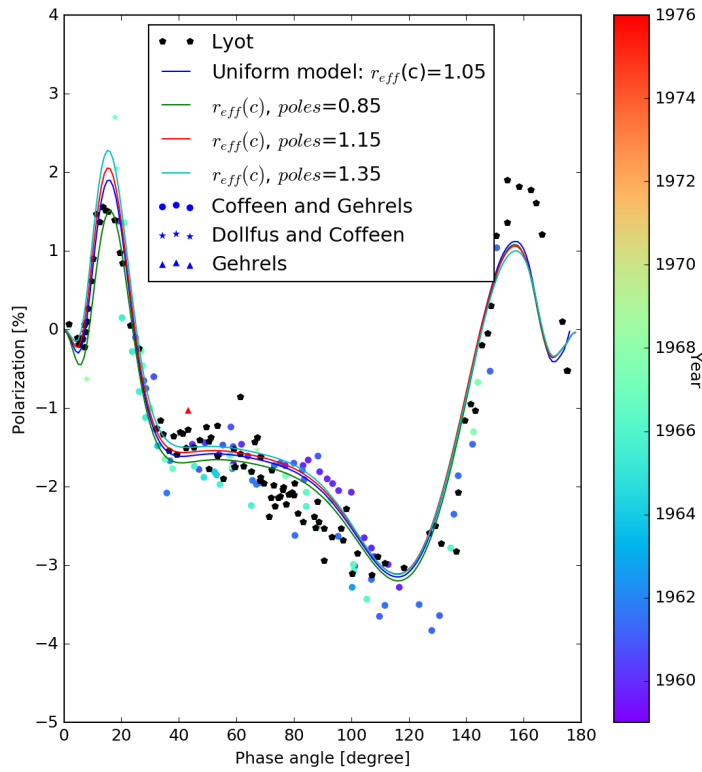 Lyot
Uniform model: r_eff(c)=1.05
r_eff(c), poles=0.85
r_eff(c), poles=1.15
r_eff(c), poles=1.35
Coffeen and Gehrels
Dollfus and Coffeen
Gehrels
4
3
2
1
0
−1
−2
−3
−4
−5
Polarization [%]
0 20 40 60 80 100 120 140 160 180
Phase angle [degree]
1976
1974
1972
1970
1968
1966
1964
1962
1960
Year